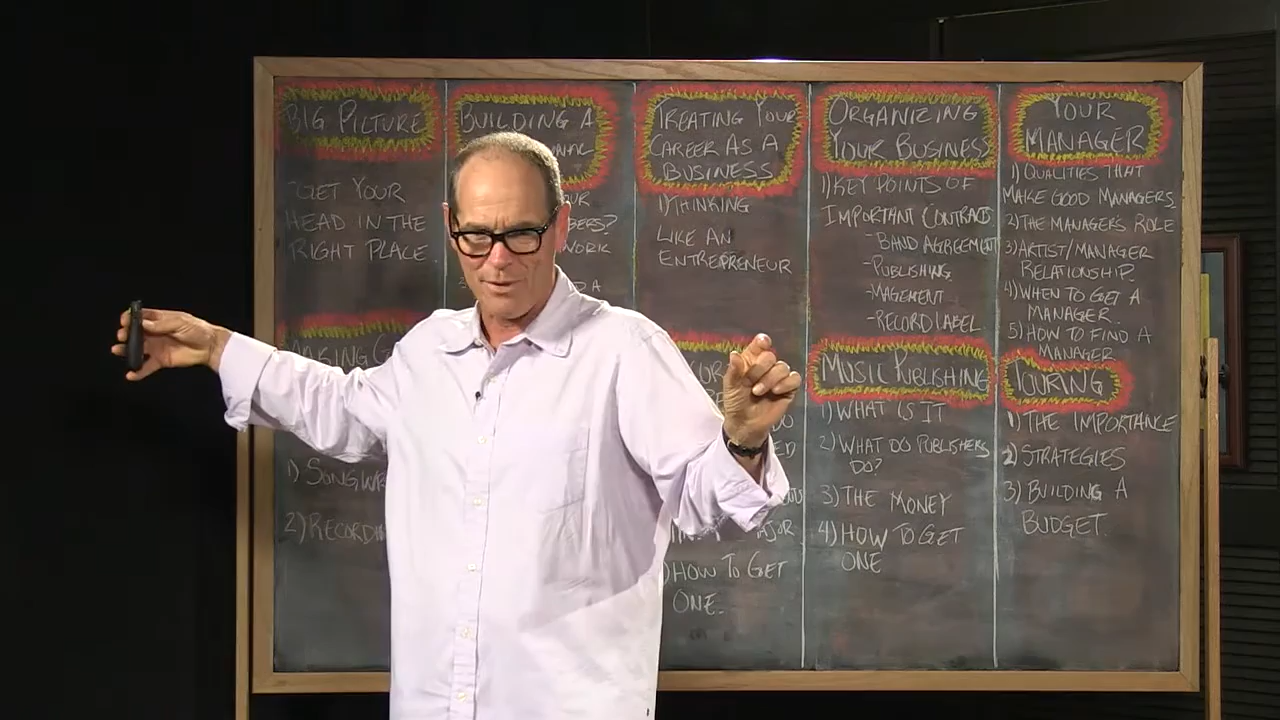 BIG PICTURE
-GET YOUR
HEAD IN THE
RIGHT PLACE
BUILDING A
TREATING YOUR
CAREER AS A
BUSINESS
1) THINKING
LIKE AN
ENTREPRENEUR
ORGANIZING
YOUR BUSINESS
1) KEY POINTS OF
IMPORTANT CONTRACTS
-BAND AGREEMENT
-PUBLISHING
-MAGEMENT
-RECORD LABEL
YOUR
MANAGER
1) QUALITIES THAT
MAKE GOOD MANAGERS.
2) THE MANAGER'S ROLE
3) ARTIST/MANAGER
RELATIONSHIP.
4) WHEN TO GET A
MANAGER.
5) HOW TO FIND A
MANAGER
1)
2)
HOW TO GET
ONE.
MUSIC PUBLISHING
1) WHAT IS IT
2) WHAT DO PUBLISHERS
DO?
3) THE MONEY
4) HOW TO GET
ONE
TOURING
1) THE IMPORTANCE
2) STRATEGIES
3) BUILDING A
BUDGET.